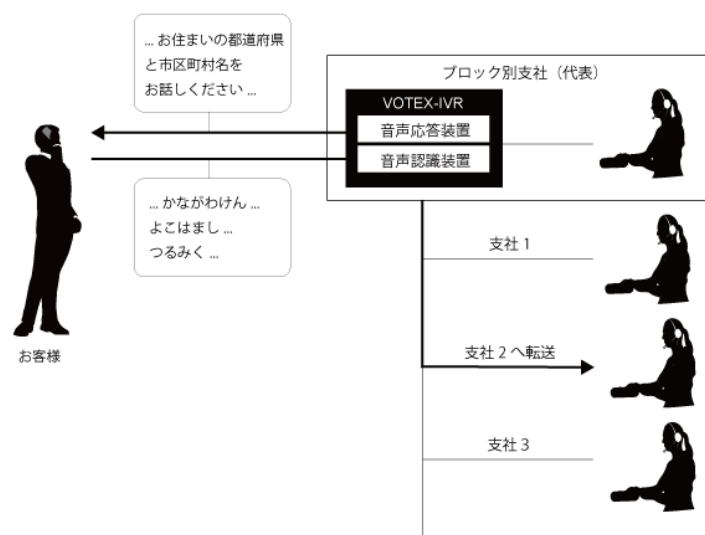 ... お住まいの都道府県
と市区町村名を
お話しください ...
ブロック別支社（代表）
VOTEX-IVR
音声応答装置
音声認識装置
... かながわけん ...
よこはまし ...
つるみく ...
お客様
支社 1
支社 2 へ転送
支社 3